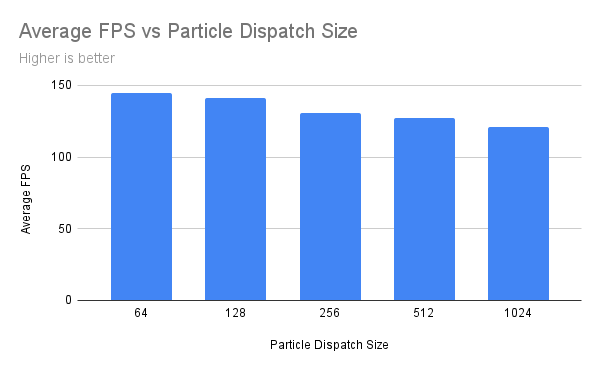 Average FPS vs Particle Dispatch Size
Higher is better
150
100
50
0
Average FPS
64 128 256 512 1024
Particle Dispatch Size